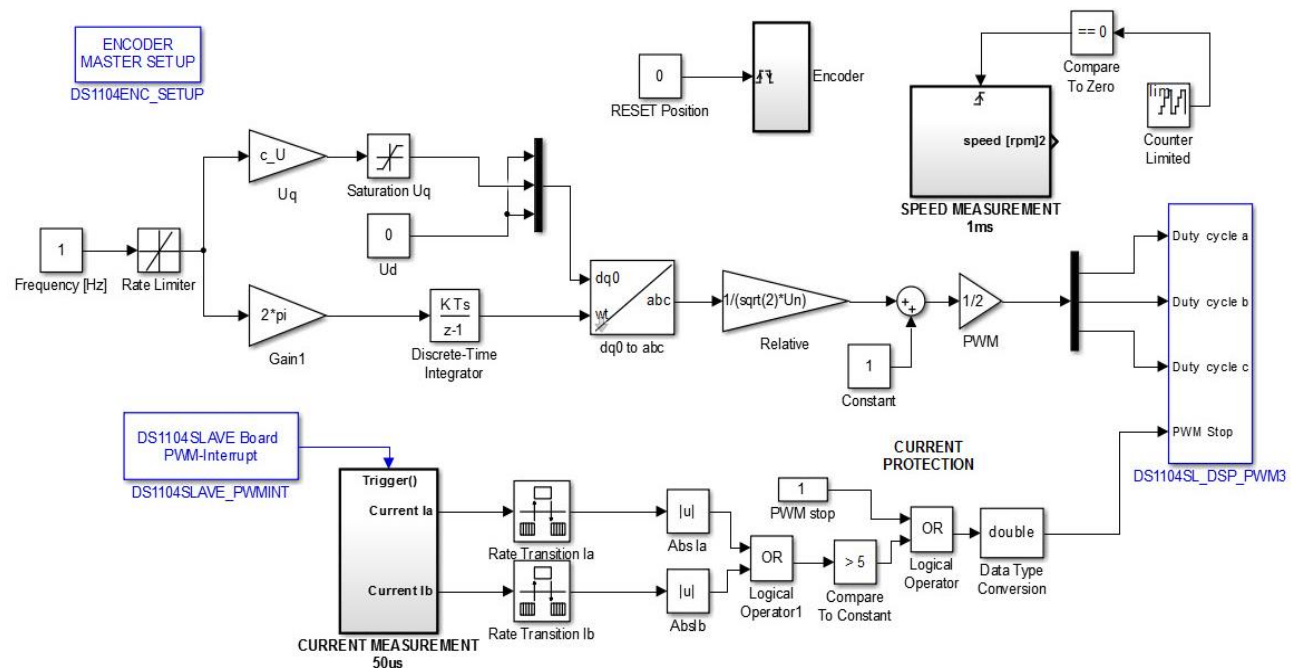 ENCODER
MASTER SETUP
DS1104ENC_SETUP
0
RESET Position
Encoder
== 0
Compare
To Zero
lim
Counter
Limited
speed [rpm]2
SPEED MEASUREMENT
1ms
c_U
Uq
Saturation Uq
0
Ud
1
Frequency [Hz]
Rate Limiter
2*pi
Gain1
K Ts
z-1
Discrete-Time
Integrator
dq0
wt
abc
dq0 to abc
1/(sqrt(2)*Un)
Relative
1
Constant
1/2
PWM
Duty cycle a
Duty cycle b
Duty cycle c
PWM Stop
DS1104SL_DSP_PWM3
DS1104SLAVE Board
PWM-Interrupt
DS1104SLAVE_PWMINT
Trigger()
Current Ia
Current Ib
CURRENT MEASUREMENT
50us
Rate Transition Ia
Rate Transition Ib
|u|
Abs Ia
|u|
AbsIb
OR
Logical
Operator1
> 5
Compare
To Constant
CURRENT
PROTECTION
1
PWM stop
OR
Logical
Operator
double
Data Type
Conversion